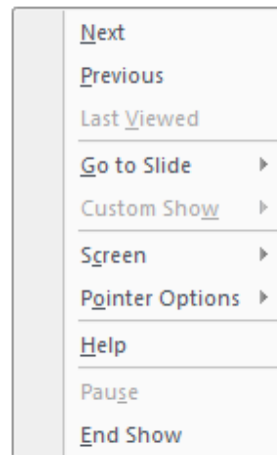 Next
Previous
Last Viewed
Go to Slide
Custom Show
Screen
Pointer Options
Help
Pause
End Show